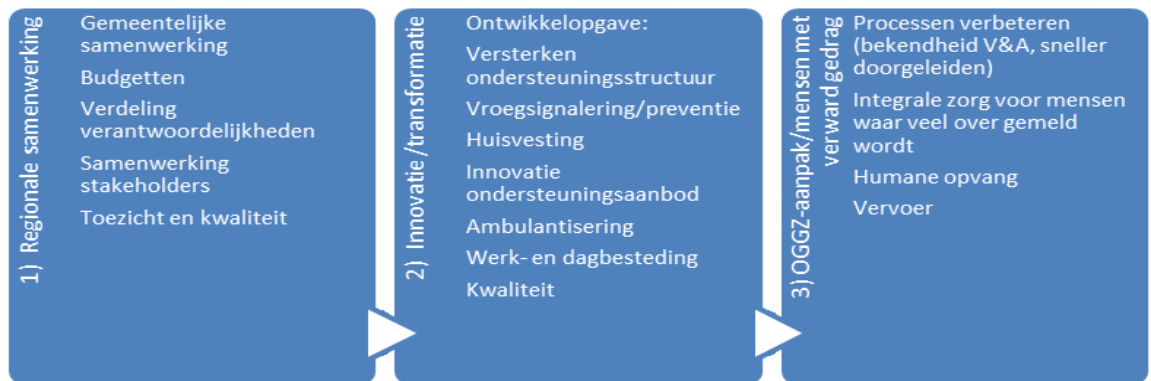 1) Regionale samenwerking
Gemeentelijke
samenwerking
Budgetten
Verdeling
verantwoordelijkheden
Samenwerking
stakeholders
Toezicht en kwaliteit
2) Innovatie /transformatie
Ontwikkelopgave:
Versterken
ondersteuningsstructuur
Vroegsignalering/preventie
Huisvesting
Innovatie
ondersteuningsaanbod
Ambulantisering
Werk- en dagbesteding
Kwaliteit
3) OGGZ-aanpak/mensen met
verward gedrag
Processen verbeteren
(bekendheid V&A, sneller
doorgeleiden)
Integrale zorg voor mensen
waar veel over gemeld
wordt
Humane opvang
Vervoer